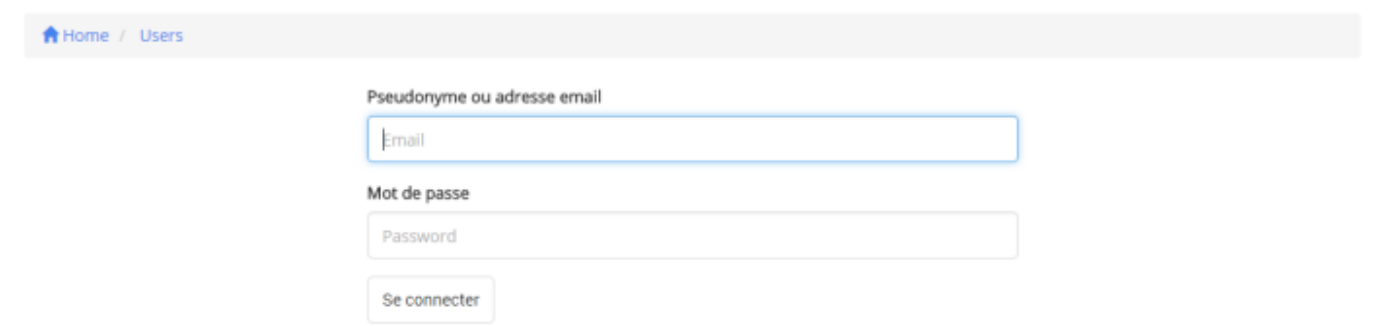 Home / Users
Pseudonyme ou adresse email
Email
Mot de passe
Password
Se connecter